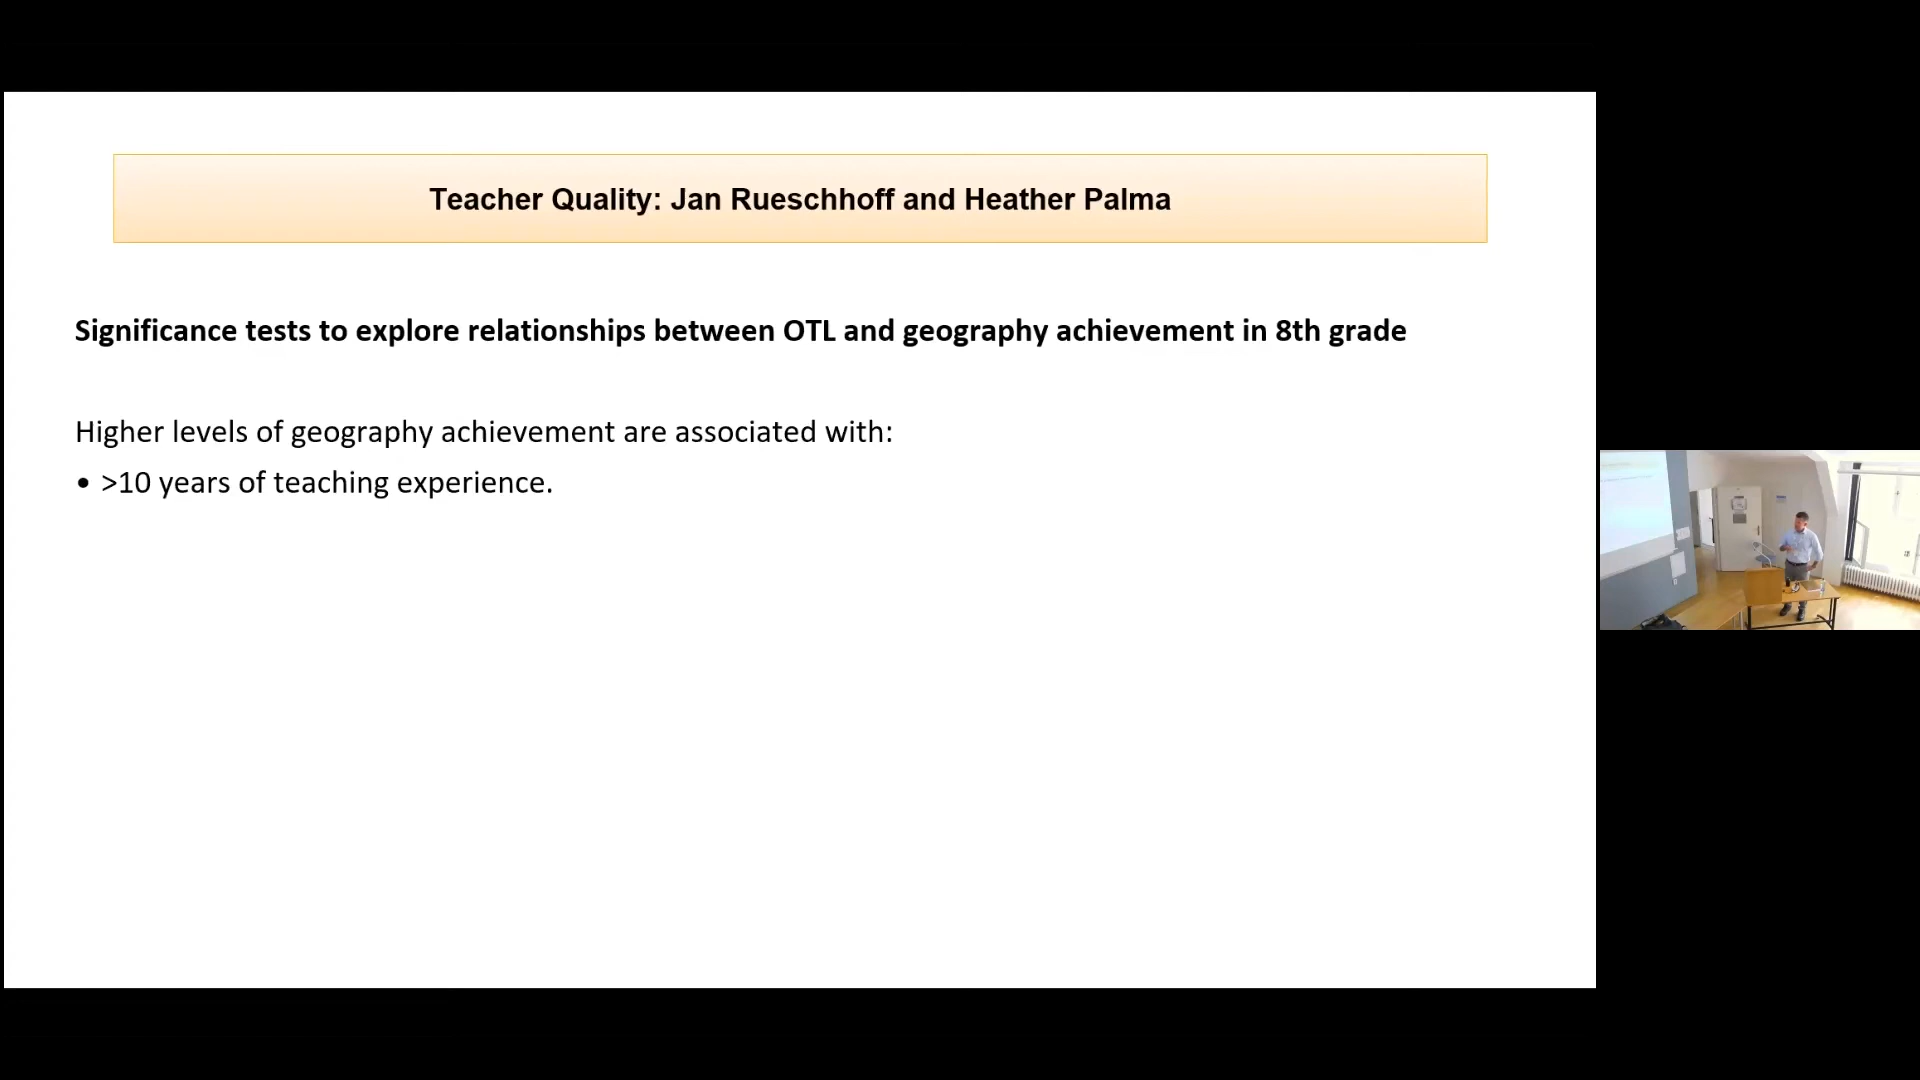 Teacher Quality: Jan Rueschhoff and Heather Palma
Significance tests to explore relationships between OTL and geography achievement in 8th grade
Higher levels of geography achievement are associated with:
• >10 years of teaching experience.